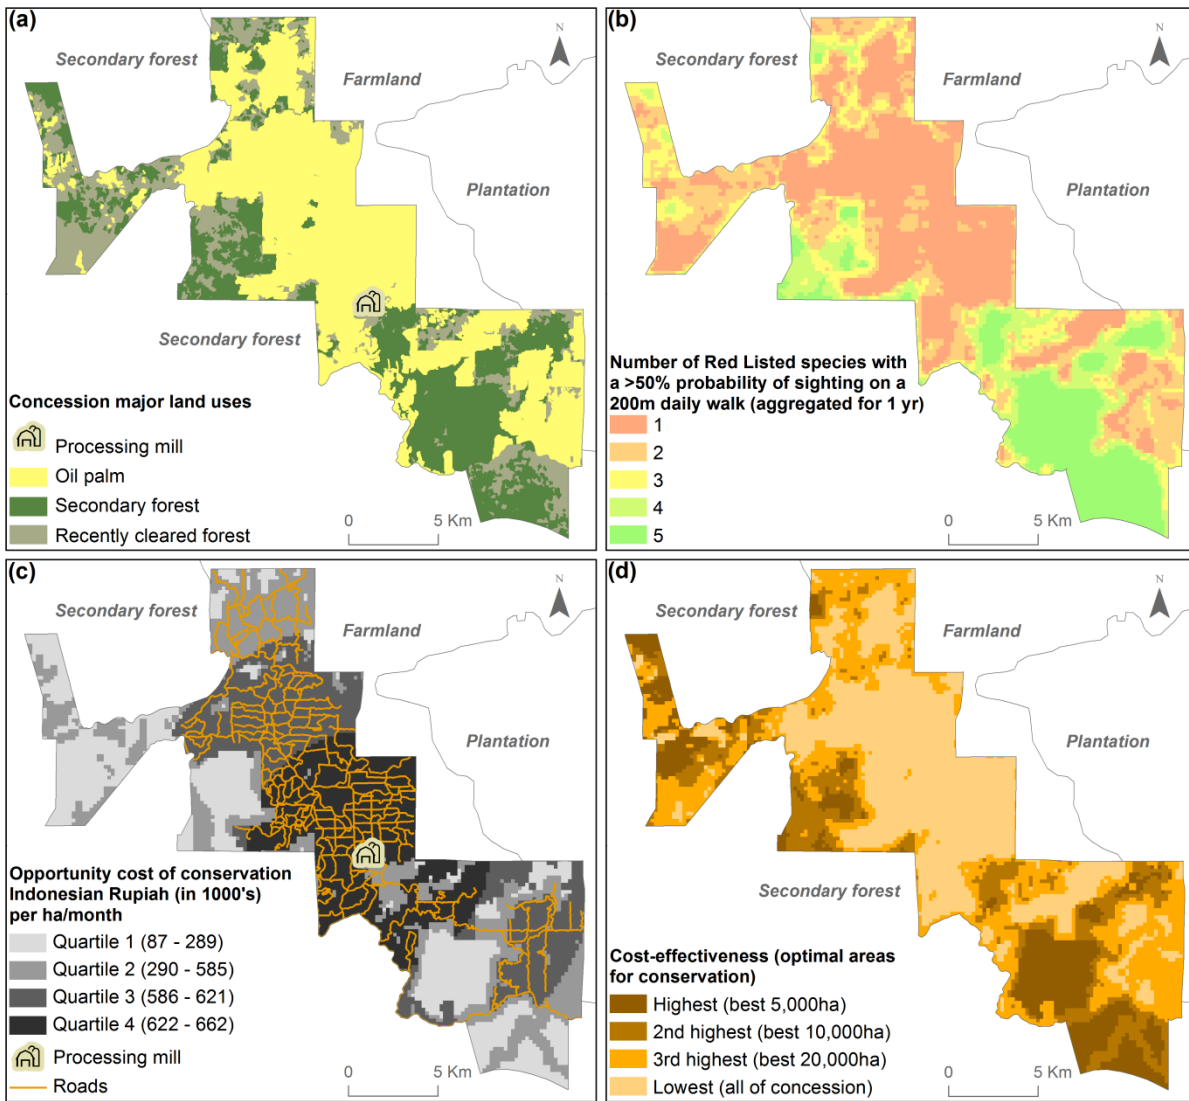 (a)
N
Secondary forest
Farmland
Plantation
Secondary forest
Concession major land uses
Processing mill
Oil palm
Secondary forest
Recently cleared forest
0 5 Km
(b)
N
Secondary forest
Farmland
Plantation
Number of Red Listed species with
a >50% probability of sighting on a
200m daily walk (aggregated for 1 yr)
1
2
3
4
5
0 5 Km
(c)
N
Secondary forest
Farmland
Plantation
Opportunity cost of conservation
Indonesian Rupiah (in 1000's)
per ha/month
Quartile 1 (87 - 289)
Quartile 2 (290 - 585)
Quartile 3 (586 - 621)
Quartile 4 (622 - 662)
Processing mill
Roads
0 5 Km
(d)
N
Secondary forest
Farmland
Plantation
Secondary forest
Cost-effectiveness (optimal areas
for conservation)
Highest (best 5,000ha)
2nd highest (best 10,000ha)
3rd highest (best 20,000ha)
Lowest (all of concession)
0 5 Km